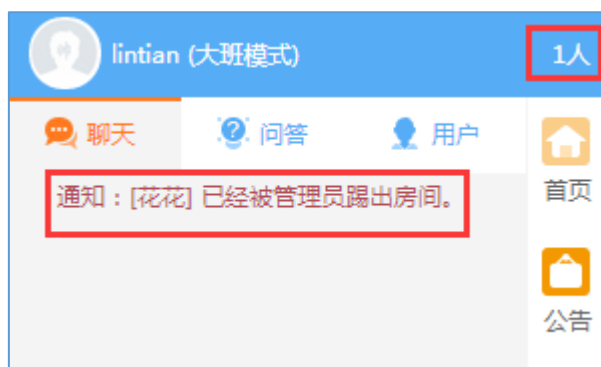 lintian (大班模式) 1人
聊天 问答 用户
通知：[花花] 已经被管理员踢出房间。
首页
公告